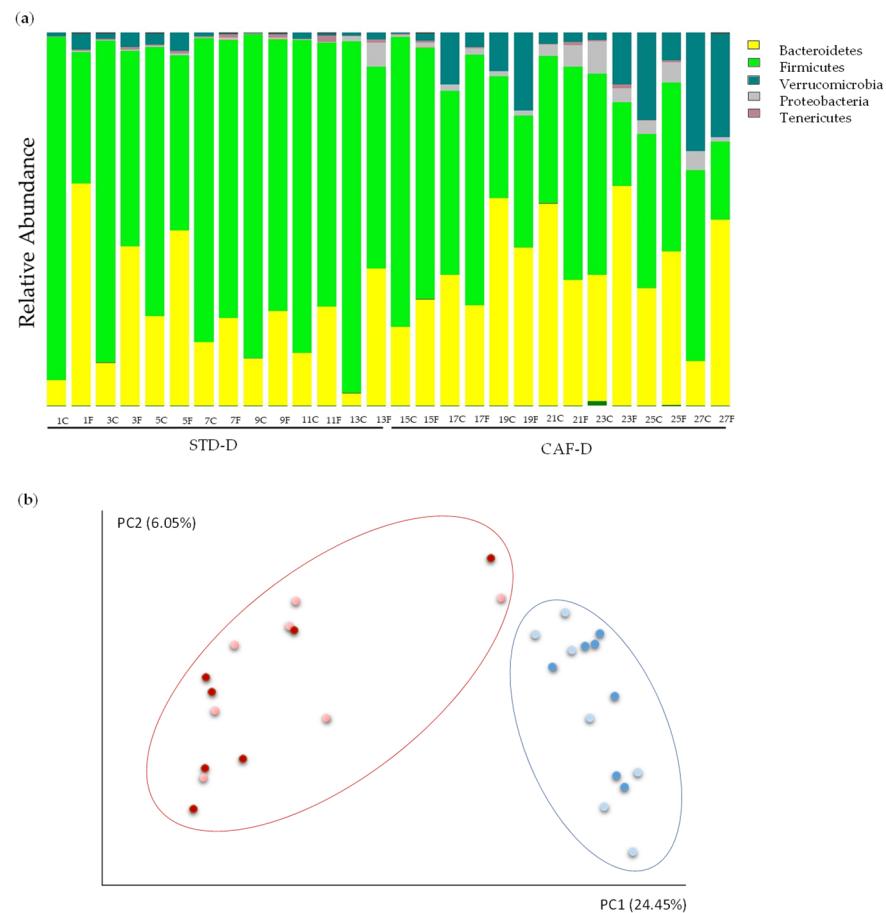 (a)
Bacteroidetes
Firmicutes
Verrucomicrobia
Proteobacteria
Tenericutes
Relative Abundance
1C 1F 3C 3F 5C 5F 7C 7F 9C 9F 11C 11F 13C 13F 15C 15F 17C 17F 19C 19F 21C 21F 23C 23F 25C 25F 27C 27F
STD-D CAF-D
(b)
PC2 (6.05%)
PC1 (24.45%)